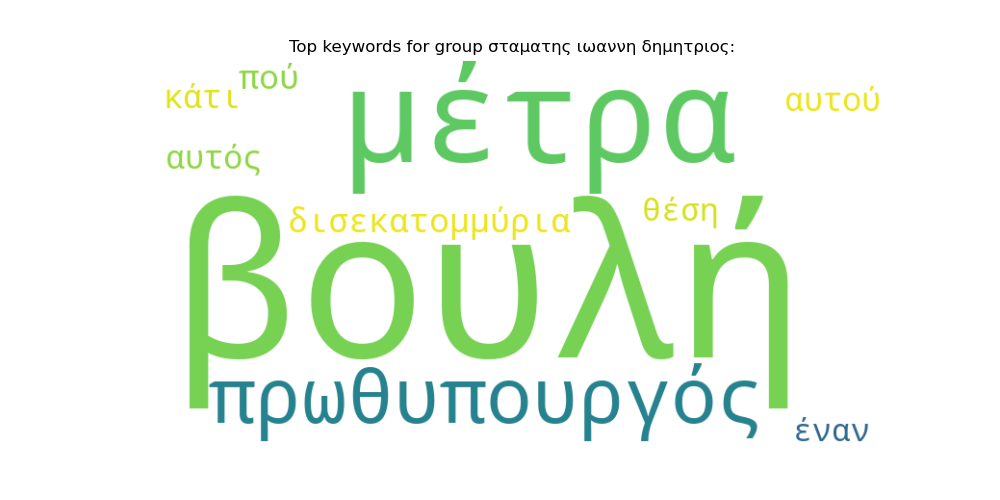 Top keywords for group σταματης ιωαννη δημητριος:
πού
κάτι
αυτού
μέτρα
αυτός
δισεκατομμύρια
θέση
βουλή
πρωθυπουργός
έναν